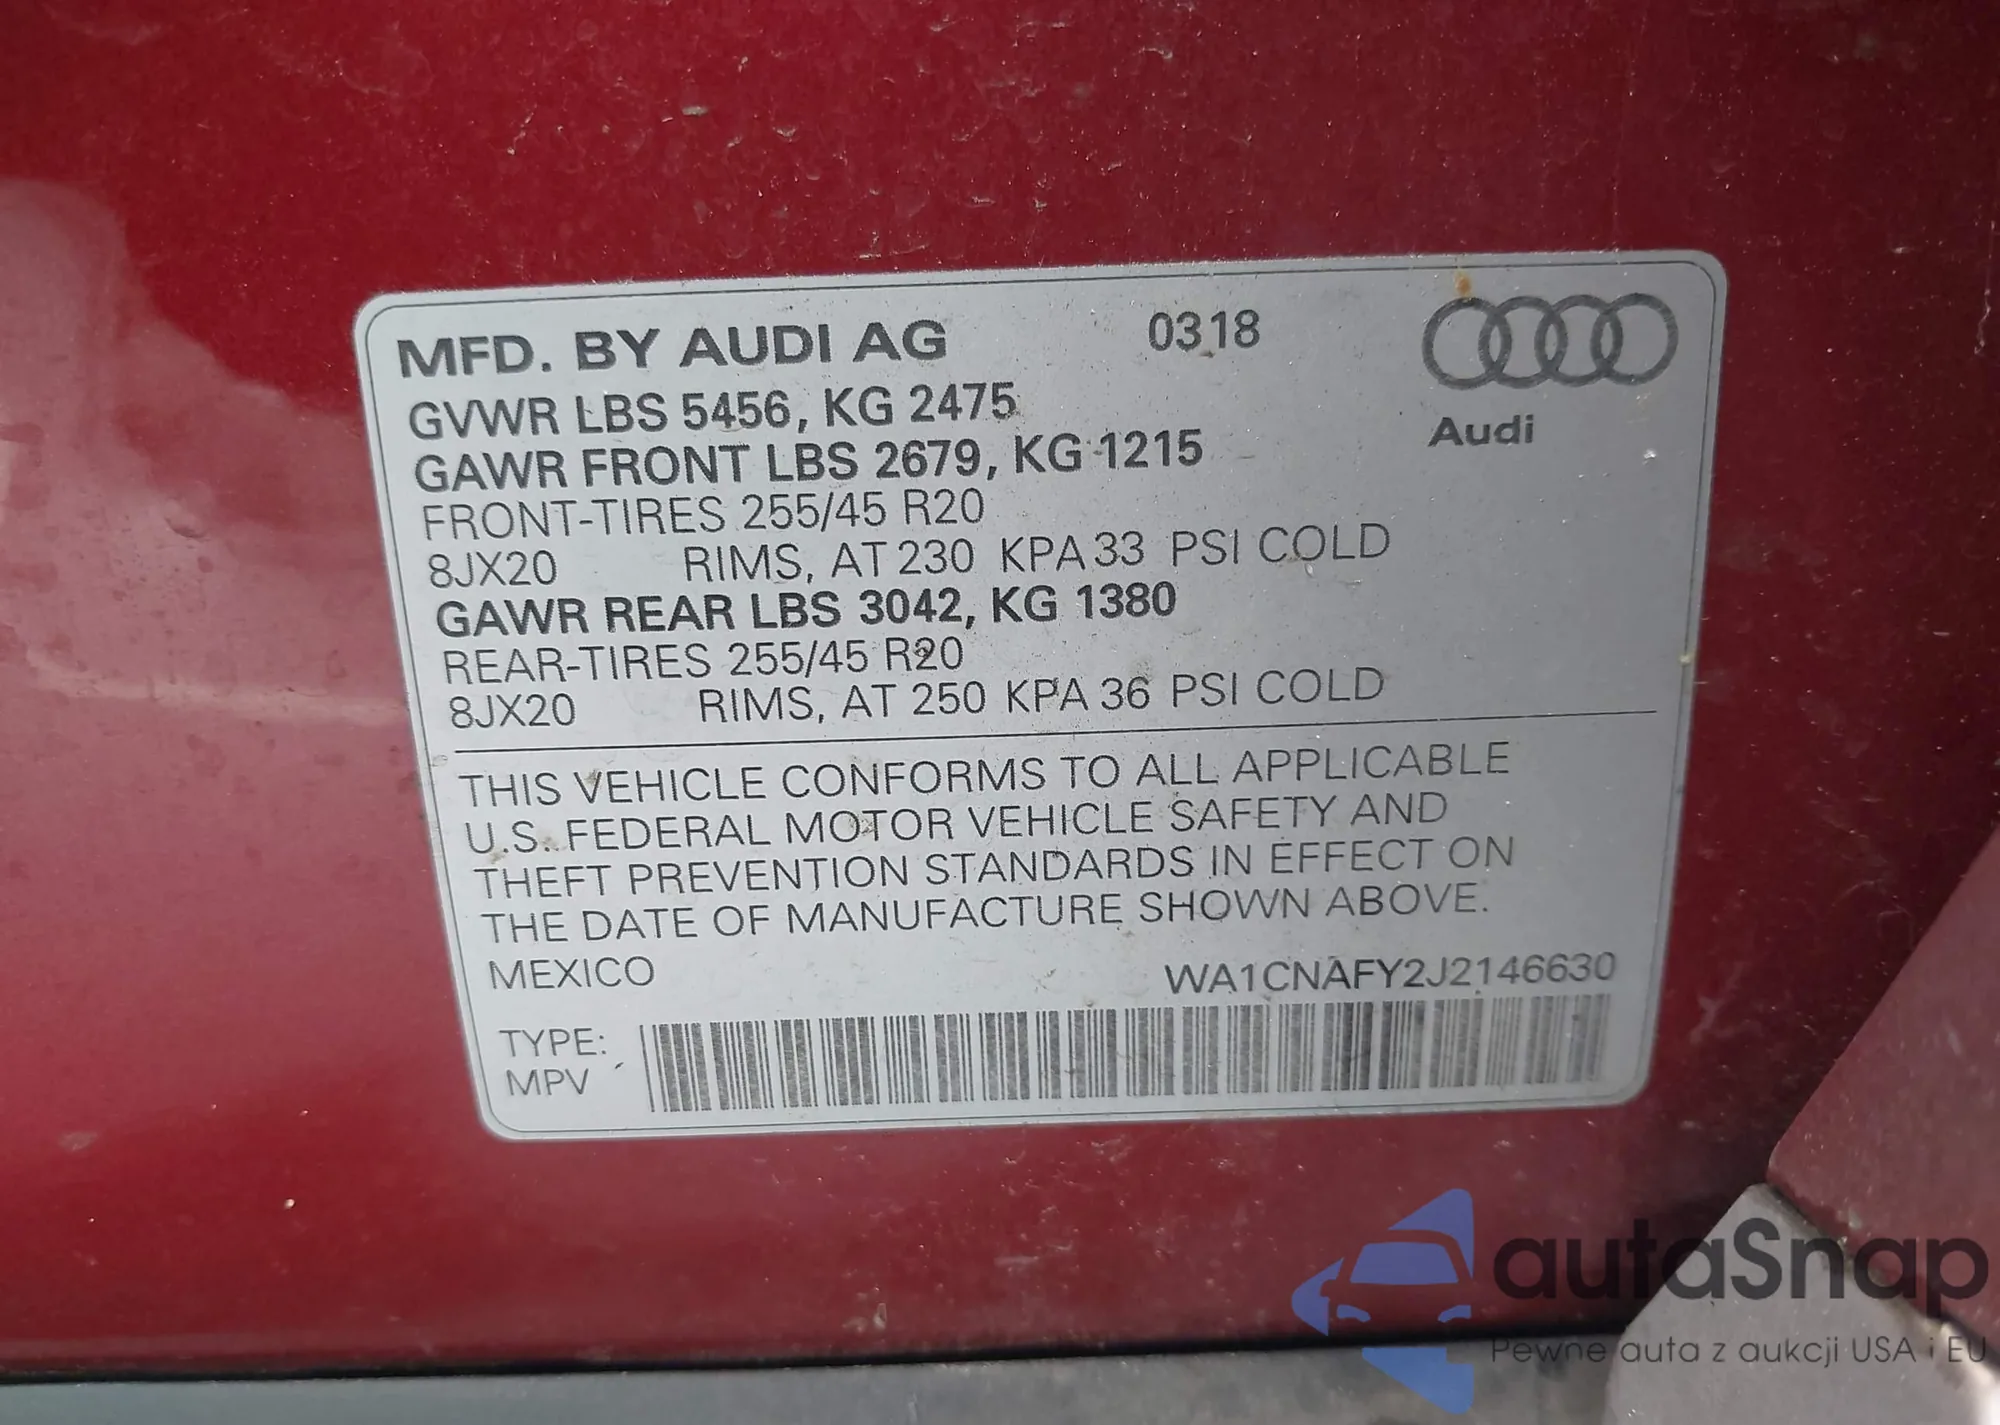 MFD. BY AUDI AG 03.18
Audi
GVWR LBS 5456, KG 2475
GAWR FRONT LBS 2679, KG 1215
FRONT-TIRES 255/45 R20
8JX20 RIMS, AT 230 KPA 33 PSI COLD
GAWR REAR LBS 3042, KG 1380
REAR-TIRES 255/45 R20
8JX20 RIMS, AT 250 KPA 36 PSI COLD
THIS VEHICLE CONFORMS TO ALL APPLICABLE
U.S. FEDERAL MOTOR VEHICLE SAFETY AND
THEFT PREVENTION STANDARDS IN EFFECT ON
THE DATE OF MANUFACTURE SHOWN ABOVE.
MEXICO WA1CNAFY2J2146630
TYPE:
MPV
autaSnap
Pewne auta z aukcji USA i EU